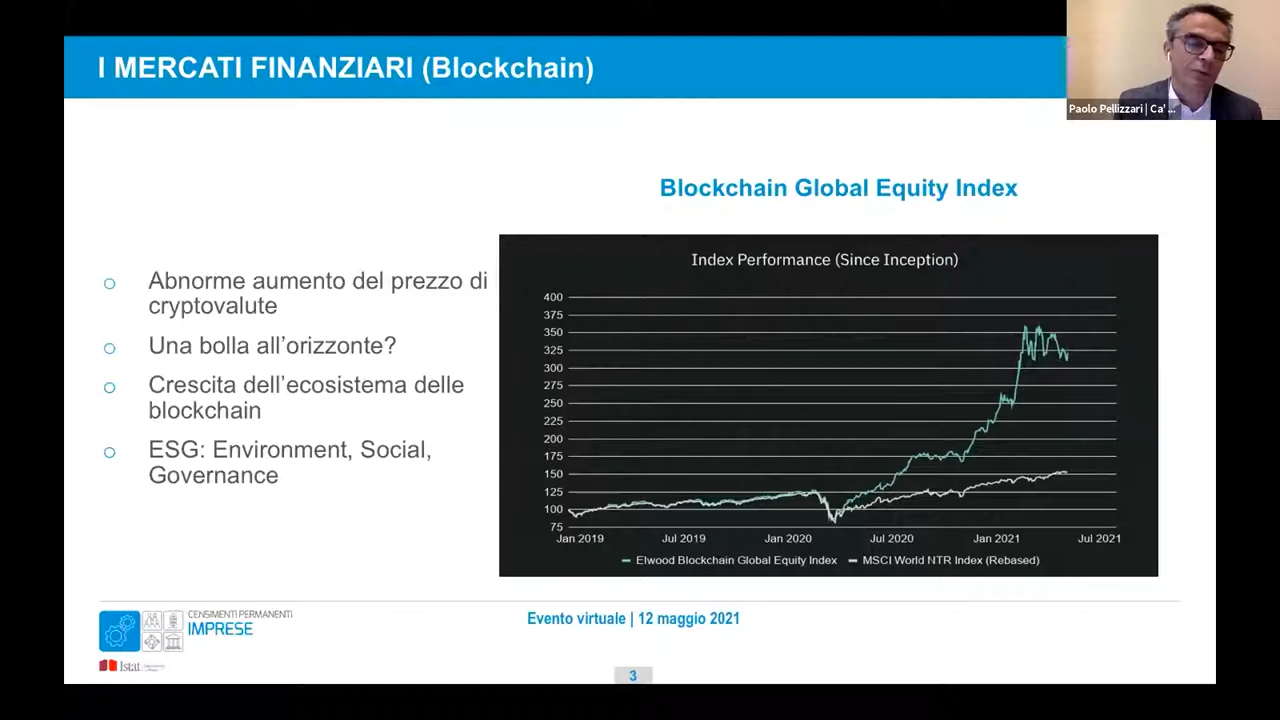 I MERCATI FINANZIARI (Blockchain)
Paolo Pellizzari | Ca' ...
Blockchain Global Equity Index
Abnorme aumento del prezzo di
cryptovalute
Una bolla all’orizzonte?
Crescita dell’ecosistema delle
blockchain
ESG: Environment, Social,
Governance
Index Performance (Since Inception)
400
375
350
325
300
275
250
225
200
175
150
125
100
75
Jan 2019 Jul 2019 Jan 2020 Jul 2020 Jan 2021 Jul 2021
Elwood Blockchain Global Equity Index MSCI World NTR Index (Rebased)
CENSIMENTI PERMANENTI
IMPRESE
Istat
Evento virtuale | 12 maggio 2021
3